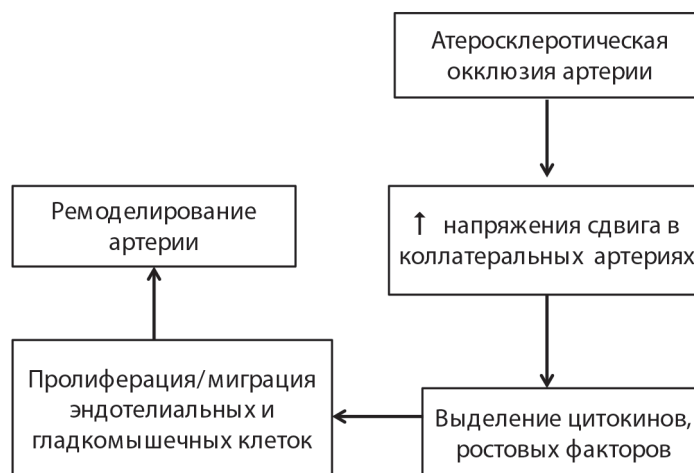 Атеросклеротическая
окклюзия артерии
↑ напряжения сдвига в
коллатеральных артериях
Выделение цитокинов,
ростовых факторов
Пролиферация/миграция
эндотелиальных и
гладкомышечных клеток
Ремоделирование
артерии